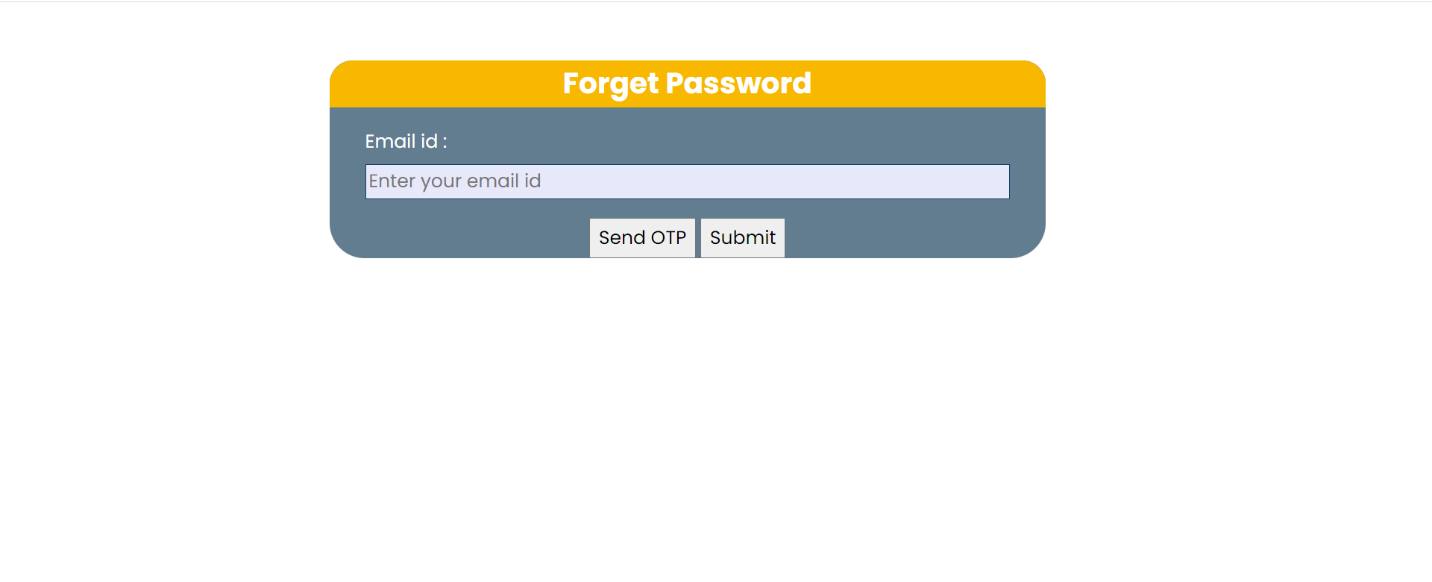 Forget Password
Email id :
Enter your email id
Send OTP Submit